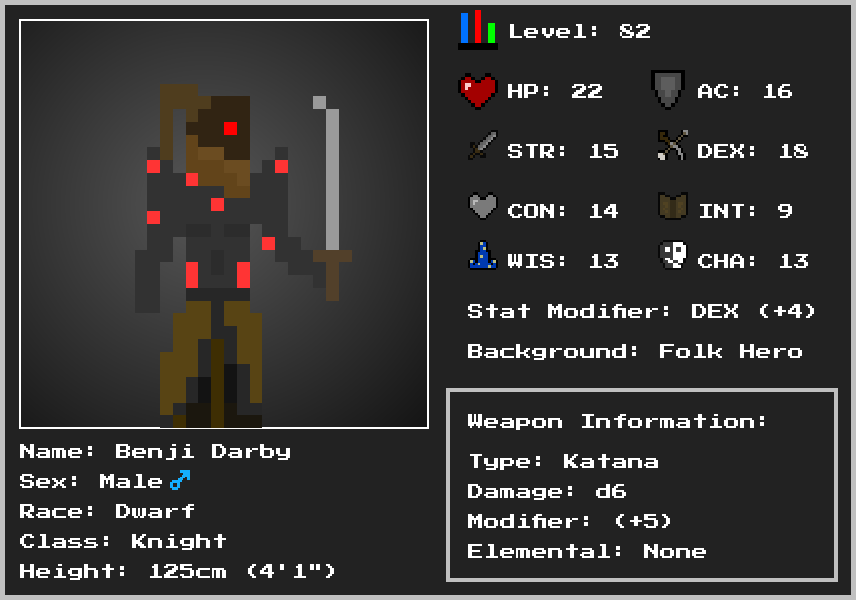 Level: 82
HP: 22
AC: 16
STR: 15
DEX: 18
CON: 14
INT: 9
WIS: 13
CHA: 13
Stat Modifier: DEX (+4)
Background: Folk Hero
Weapon Information:
Type: Katana
Damage: d6
Modifier: (+5)
Elemental: None
Name: Benji Darby
Sex: Male ♂
Race: Dwarf
Class: Knight
Height: 125cm (4'1")